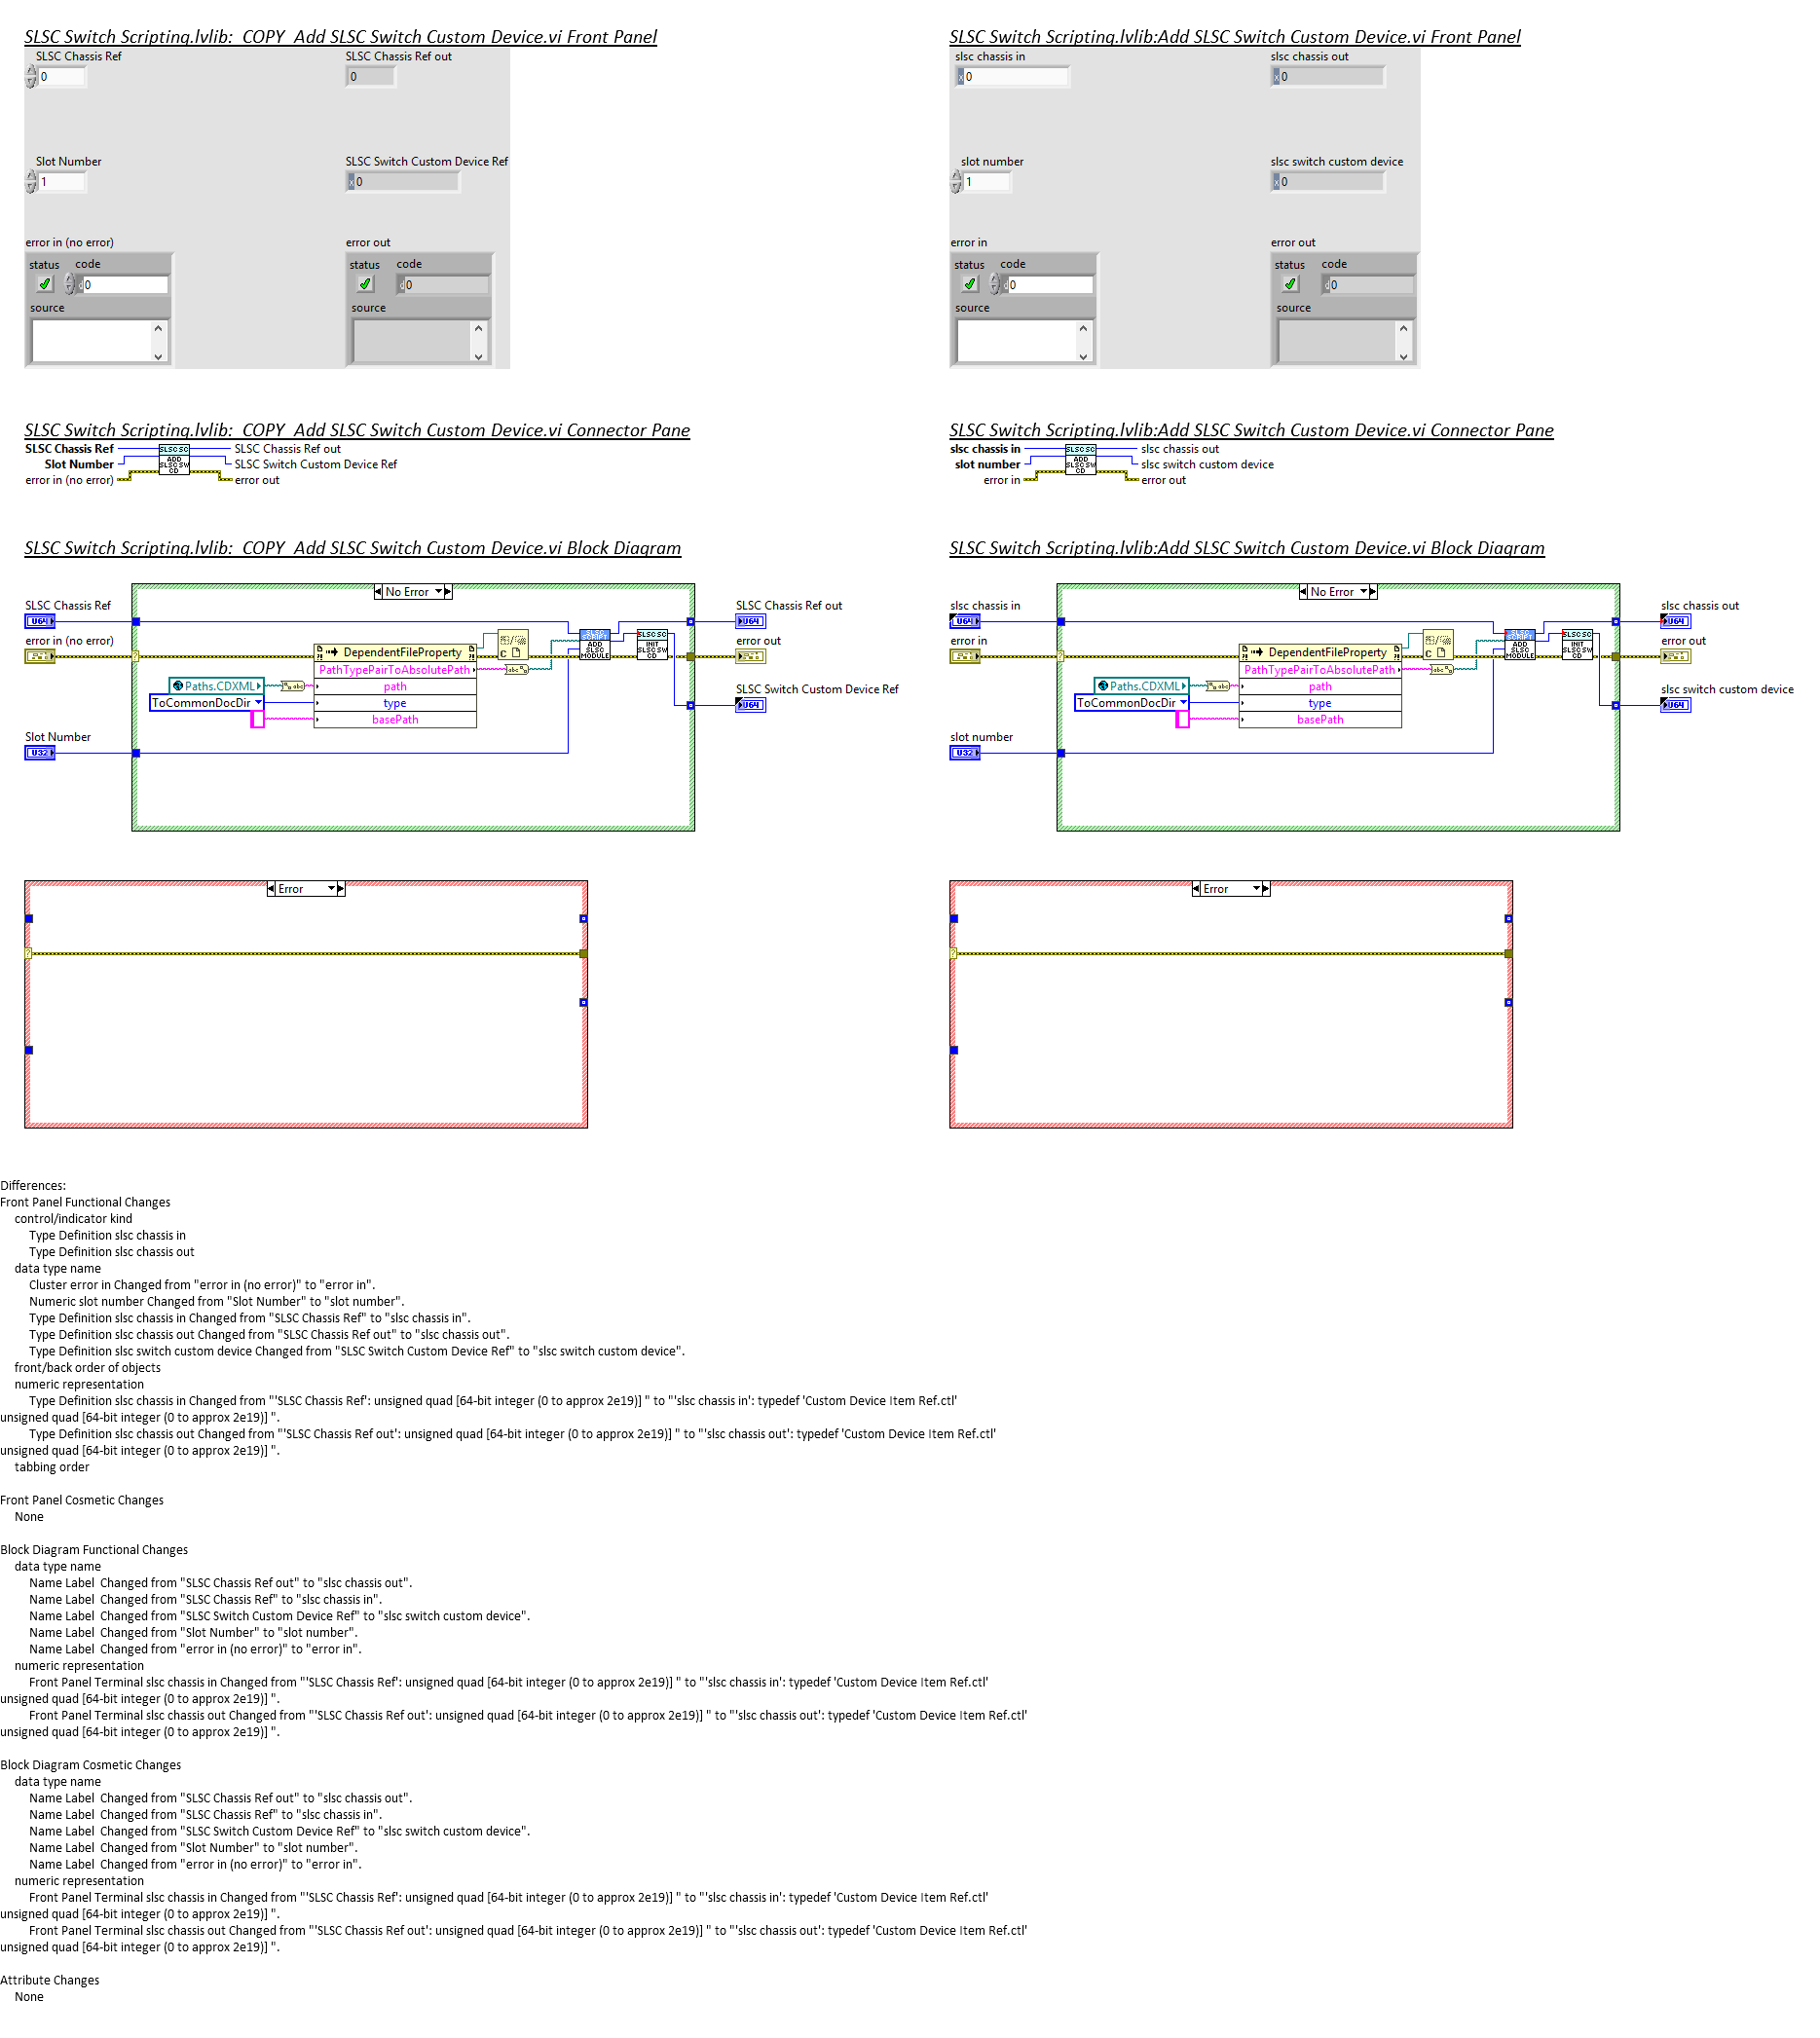 SLSC Switch Scripting.lvlib:  COPY  Add SLSC Switch Custom Device.vi Front Panel
SLSC Chassis Ref
SLSC Chassis Ref out
0
0
Slot Number
SLSC Switch Custom Device Ref
1
x 0
error in (no error)
error out
status code
status code
d 0
d 0
source
source
SLSC Switch Scripting.lvlib:Add SLSC Switch Custom Device.vi Front Panel
slsc chassis in
slsc chassis out
x 0
x 0
slot number
slsc switch custom device
1
x 0
error in
error out
status code
status code
d 0
d 0
source
source
SLSC Switch Scripting.lvlib:  COPY  Add SLSC Switch Custom Device.vi Connector Pane
SLSC Chassis Ref
SLSC SC
SLSC Chassis Ref out
Slot Number
ADD
SLSC SW
CD
SLSC Switch Custom Device Ref
error in (no error)
error out
SLSC Switch Scripting.lvlib:Add SLSC Switch Custom Device.vi Connector Pane
slsc chassis in
SLSC SC
slsc chassis out
slot number
ADD
SLSC SW
CD
slsc switch custom device
error in
error out
SLSC Switch Scripting.lvlib:  COPY  Add SLSC Switch Custom Device.vi Block Diagram
No Error
SLSC Chassis Ref
SLSC Chassis Ref out
U64
U64
error in (no error)
error out
DependentFileProperty
PathTypePairToAbsolutePath
Paths.CDXML
path
ToCommonDocDir
type
basePath
SLSC
SCRIPT
ADD
SLSC
MODULE
SLSC SC
INIT
SLSC SW
CD
SLSC Switch Custom Device Ref
U64
Slot Number
U32
Error
SLSC Switch Scripting.lvlib:Add SLSC Switch Custom Device.vi Block Diagram
No Error
slsc chassis in
slsc chassis out
U64
U64
error in
error out
DependentFileProperty
PathTypePairToAbsolutePath
Paths.CDXML
path
ToCommonDocDir
type
basePath
SLSC
SCRIPT
ADD
SLSC
MODULE
SLSC SC
INIT
SLSC SW
CD
slsc switch custom device
U64
slot number
U32
Error
Differences:
Front Panel Functional Changes
control/indicator kind
Type Definition slsc chassis in
Type Definition slsc chassis out
data type name
Cluster error in Changed from "error in (no error)" to "error in".
Numeric slot number Changed from "Slot Number" to "slot number".
Type Definition slsc chassis in Changed from "SLSC Chassis Ref" to "slsc chassis in".
Type Definition slsc chassis out Changed from "SLSC Chassis Ref out" to "slsc chassis out".
Type Definition slsc switch custom device Changed from "SLSC Switch Custom Device Ref" to "slsc switch custom device".
front/back order of objects
numeric representation
Type Definition slsc chassis in Changed from "'SLSC Chassis Ref': unsigned quad [64-bit integer (0 to approx 2e19)] " to "'slsc chassis in': typedef 'Custom Device Item Ref.ctl'
unsigned quad [64-bit integer (0 to approx 2e19)] ".
Type Definition slsc chassis out Changed from "'SLSC Chassis Ref out': unsigned quad [64-bit integer (0 to approx 2e19)] " to "'slsc chassis out': typedef 'Custom Device Item Ref.ctl'
unsigned quad [64-bit integer (0 to approx 2e19)] ".
tabbing order
Front Panel Cosmetic Changes
None
Block Diagram Functional Changes
data type name
Name Label  Changed from "SLSC Chassis Ref out" to "slsc chassis out".
Name Label  Changed from "SLSC Chassis Ref" to "slsc chassis in".
Name Label  Changed from "SLSC Switch Custom Device Ref" to "slsc switch custom device".
Name Label  Changed from "Slot Number" to "slot number".
Name Label  Changed from "error in (no error)" to "error in".
numeric representation
Front Panel Terminal slsc chassis in Changed from "'SLSC Chassis Ref': unsigned quad [64-bit integer (0 to approx 2e19)] " to "'slsc chassis in': typedef 'Custom Device Item Ref.ctl'
unsigned quad [64-bit integer (0 to approx 2e19)] ".
Front Panel Terminal slsc chassis out Changed from "'SLSC Chassis Ref out': unsigned quad [64-bit integer (0 to approx 2e19)] " to "'slsc chassis out': typedef 'Custom Device Item Ref.ctl'
unsigned quad [64-bit integer (0 to approx 2e19)] ".
Block Diagram Cosmetic Changes
data type name
Name Label  Changed from "SLSC Chassis Ref out" to "slsc chassis out".
Name Label  Changed from "SLSC Chassis Ref" to "slsc chassis in".
Name Label  Changed from "SLSC Switch Custom Device Ref" to "slsc switch custom device".
Name Label  Changed from "Slot Number" to "slot number".
Name Label  Changed from "error in (no error)" to "error in".
numeric representation
Front Panel Terminal slsc chassis in Changed from "'SLSC Chassis Ref': unsigned quad [64-bit integer (0 to approx 2e19)] " to "'slsc chassis in': typedef 'Custom Device Item Ref.ctl'
unsigned quad [64-bit integer (0 to approx 2e19)] ".
Front Panel Terminal slsc chassis out Changed from "'SLSC Chassis Ref out': unsigned quad [64-bit integer (0 to approx 2e19)] " to "'slsc chassis out': typedef 'Custom Device Item Ref.ctl'
unsigned quad [64-bit integer (0 to approx 2e19)] ".
Attribute Changes
None